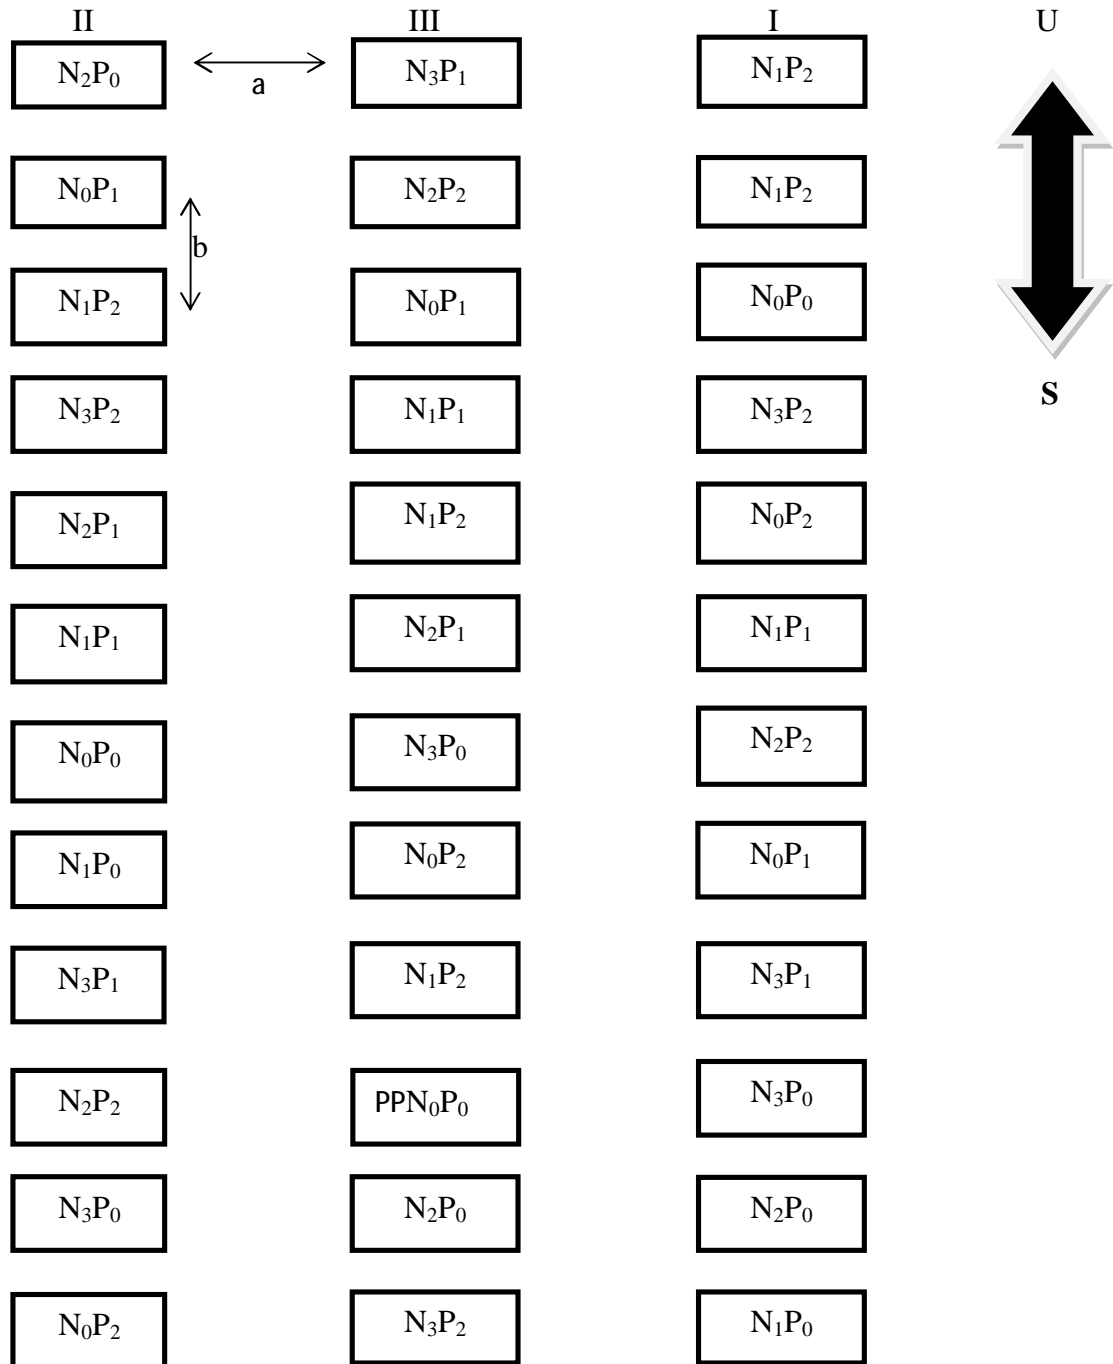 II III I U
N₂P₀ a N₃P₁ N₁P₂
N₀P₁ N₂P₂ N₁P₂
b
N₁P₂ N₀P₁ N₀P₀
N₃P₂ N₁P₁ N₃P₂ S
N₂P₁ N₁P₂ N₀P₂
N₁P₁ N₂P₁ N₁P₁
N₀P₀ N₃P₀ N₂P₂
N₁P₀ N₀P₂ N₀P₁
N₃P₁ N₁P₂ N₃P₁
N₂P₂ PPN₀P₀ N₃P₀
N₃P₀ N₂P₀ N₂P₀
N₀P₂ N₃P₂ N₁P₀